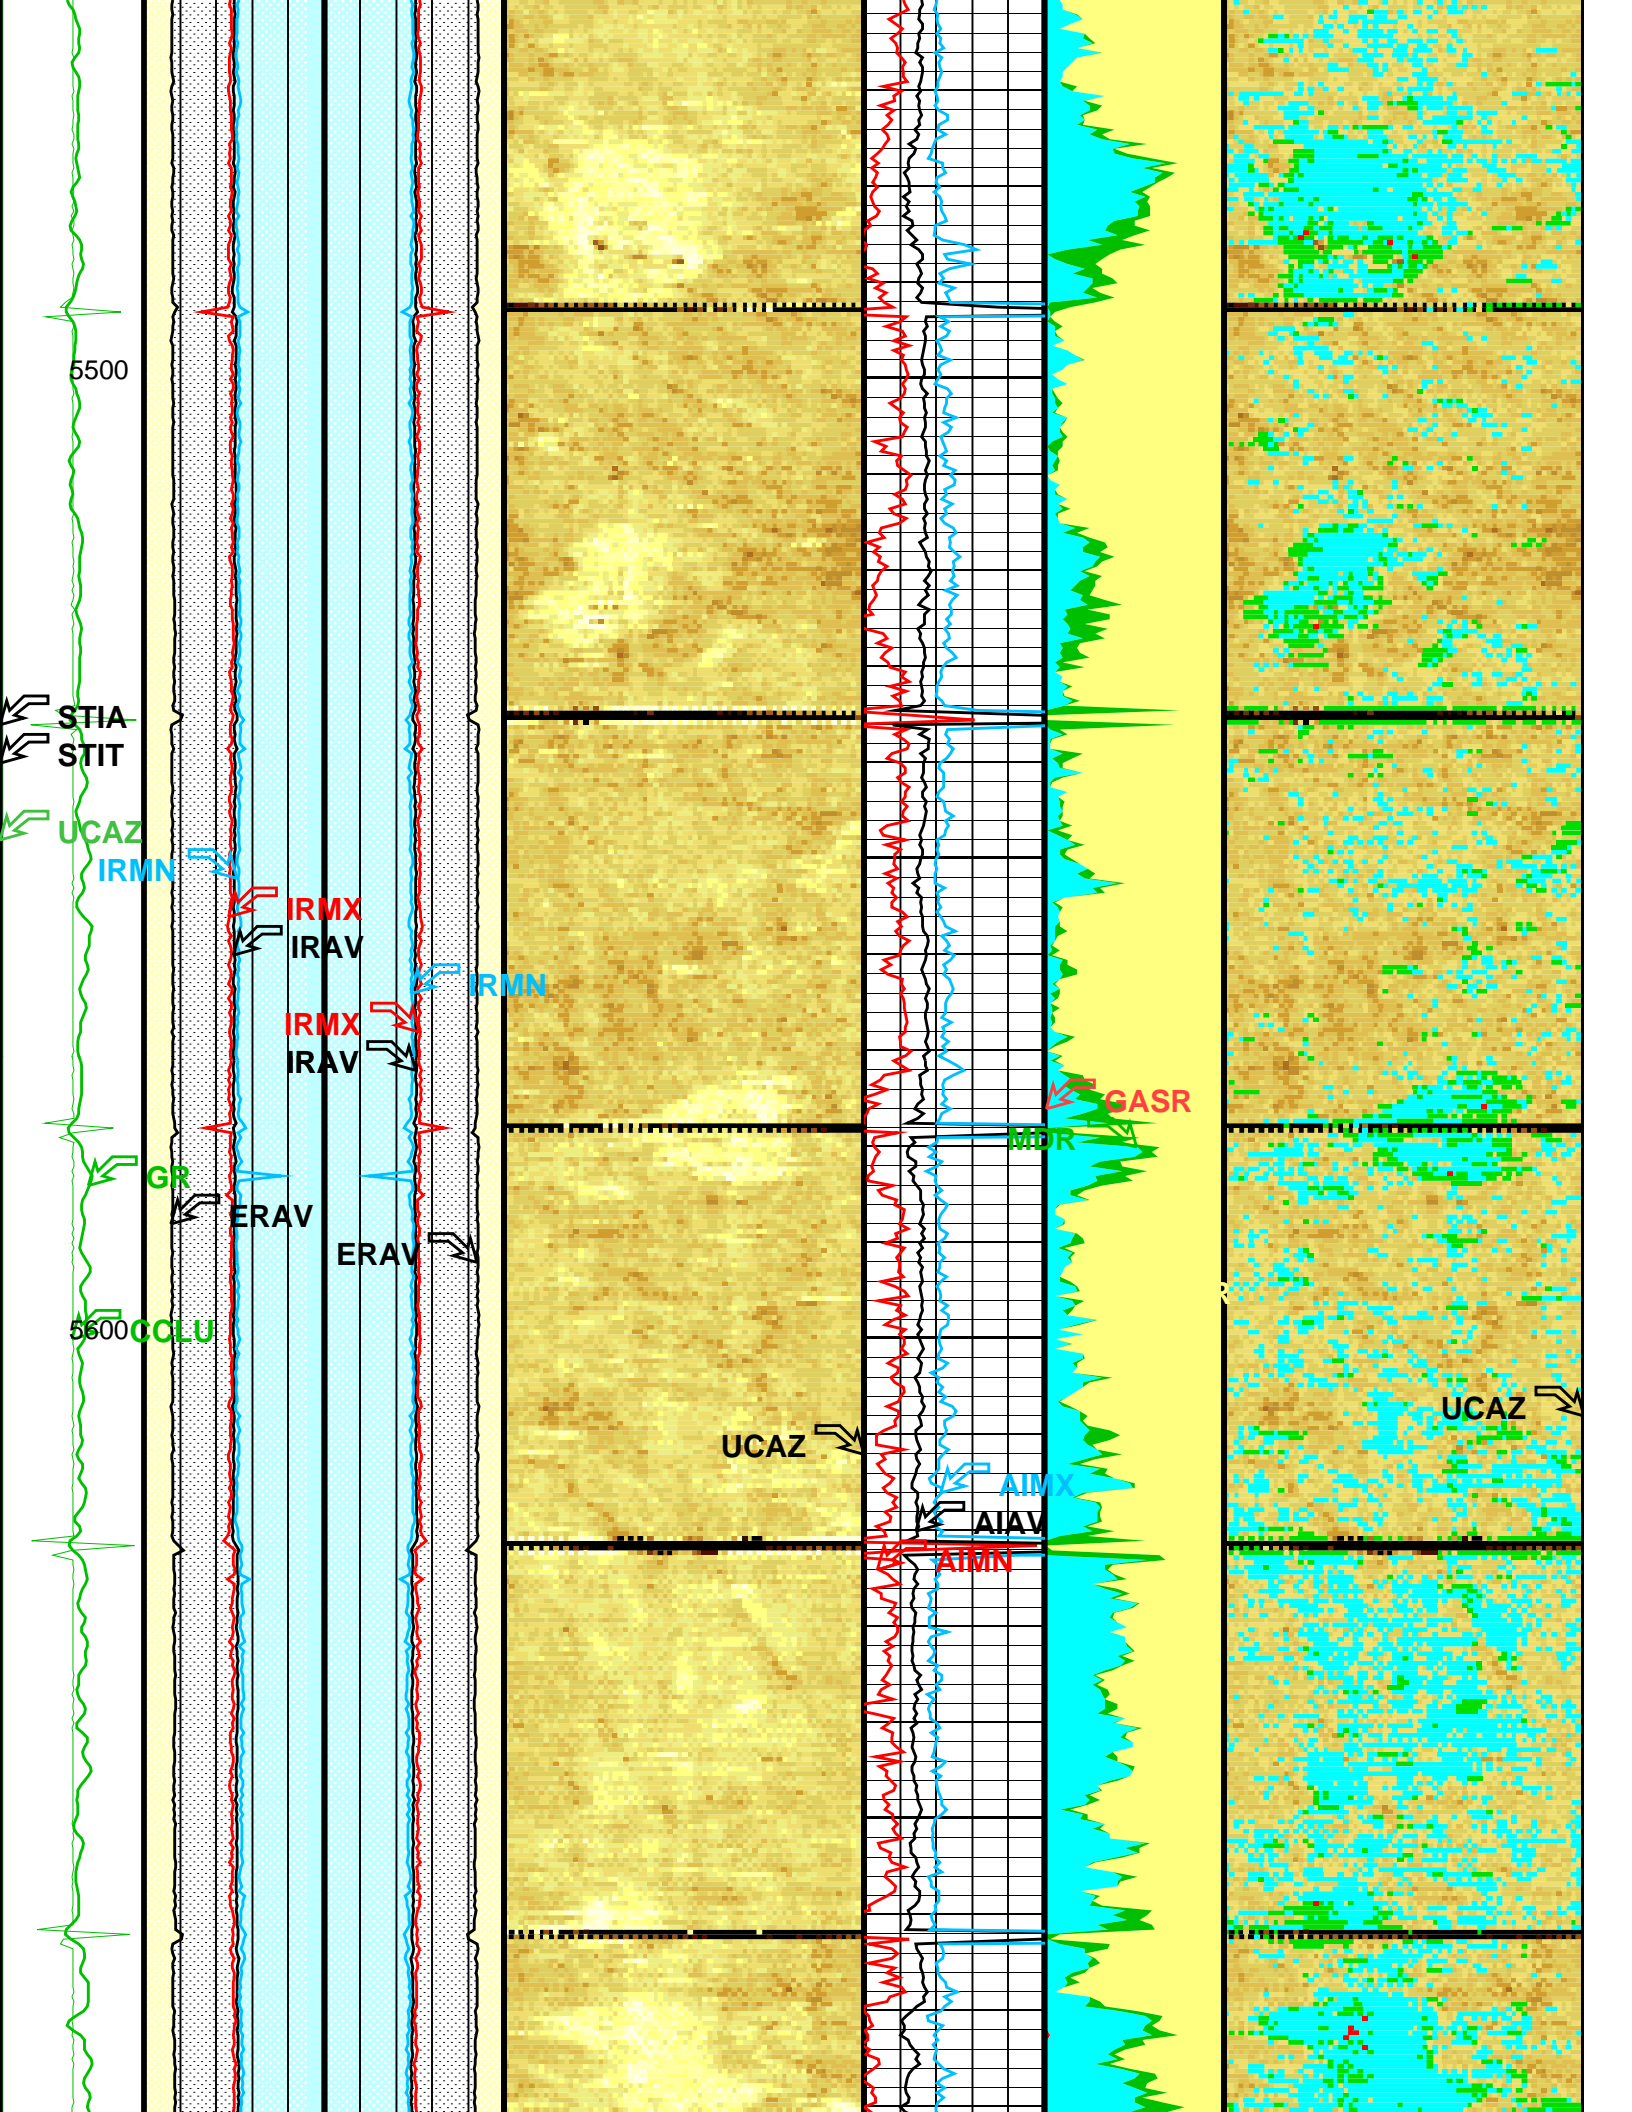 5500
STIA
STIT
UCAZ
IRMN
IRMX
IRAV
IRMN
IRMX
IRAV
GASR
MDR
GR
ERAV
ERAV
R
5600 CCLU
UCAZ
UCAZ
AIMX
AIAV
AIMN